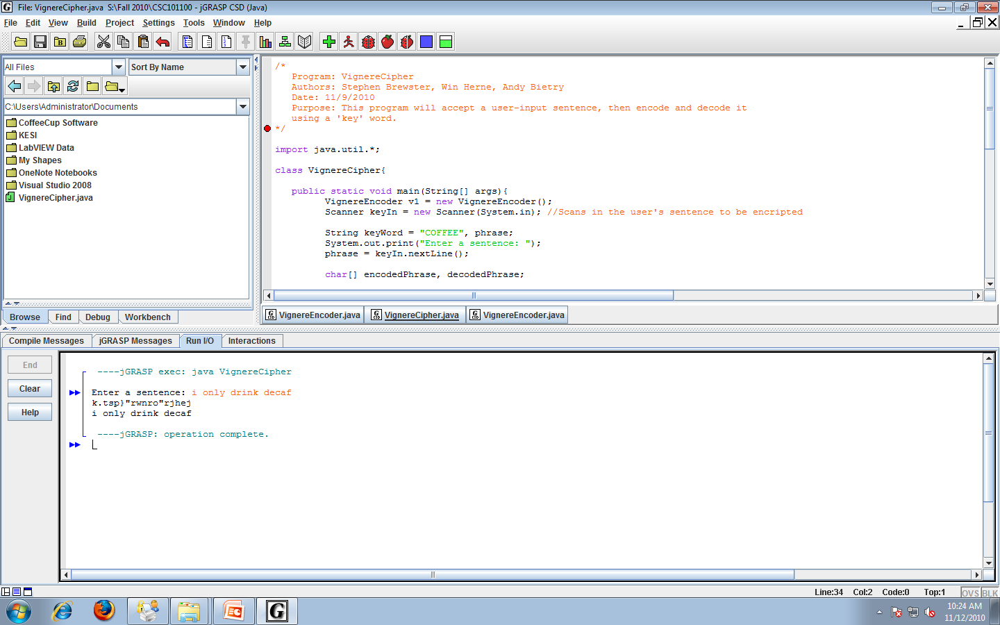 File: VignereCipher.java  S:\Fall 2010\CSC101100 - jGRASP CSD (Java)
File Edit View Build Project Settings Tools Window Help
All Files
Sort By Name
C:\Users\Administrator\Documents
CoffeeCup Software
KESI
LabVIEW Data
My Shapes
OneNote Notebooks
Visual Studio 2008
VignereCipher.java
Browse Find Debug Workbench
/*
   Program: VignereCipher
   Authors: Stephen Brewster, Win Herne, Andy Bietry
   Date: 11/9/2010
   Purpose: This program will accept a user-input sentence, then encode and decode it
   using a 'key' word.
*/
import java.util.*;
class VignereCipher{
   public static void main(String[] args){
         VignereEncoder v1 = new VignereEncoder();
         Scanner keyIn = new Scanner(System.in); //Scans in the user's sentence to be encripted
         String keyWord = "COFFEE", phrase;
         System.out.print("Enter a sentence: ");
         phrase = keyIn.nextLine();
         char[] encodedPhrase, decodedPhrase;
VignereEncoder.java VignereCipher.java VignereEncoder.java
Compile Messages jGRASP Messages Run I/O Interactions
End
Clear
Help
 ----jGRASP exec: java VignereCipher
Enter a sentence: i only drink decaf
k.tsp}"rwnro"rjhej
i only drink decaf
 ----jGRASP: operation complete.
Line:34 Col:2 Code:0 Top:1 OVS BLK
10:24 AM
11/12/2010